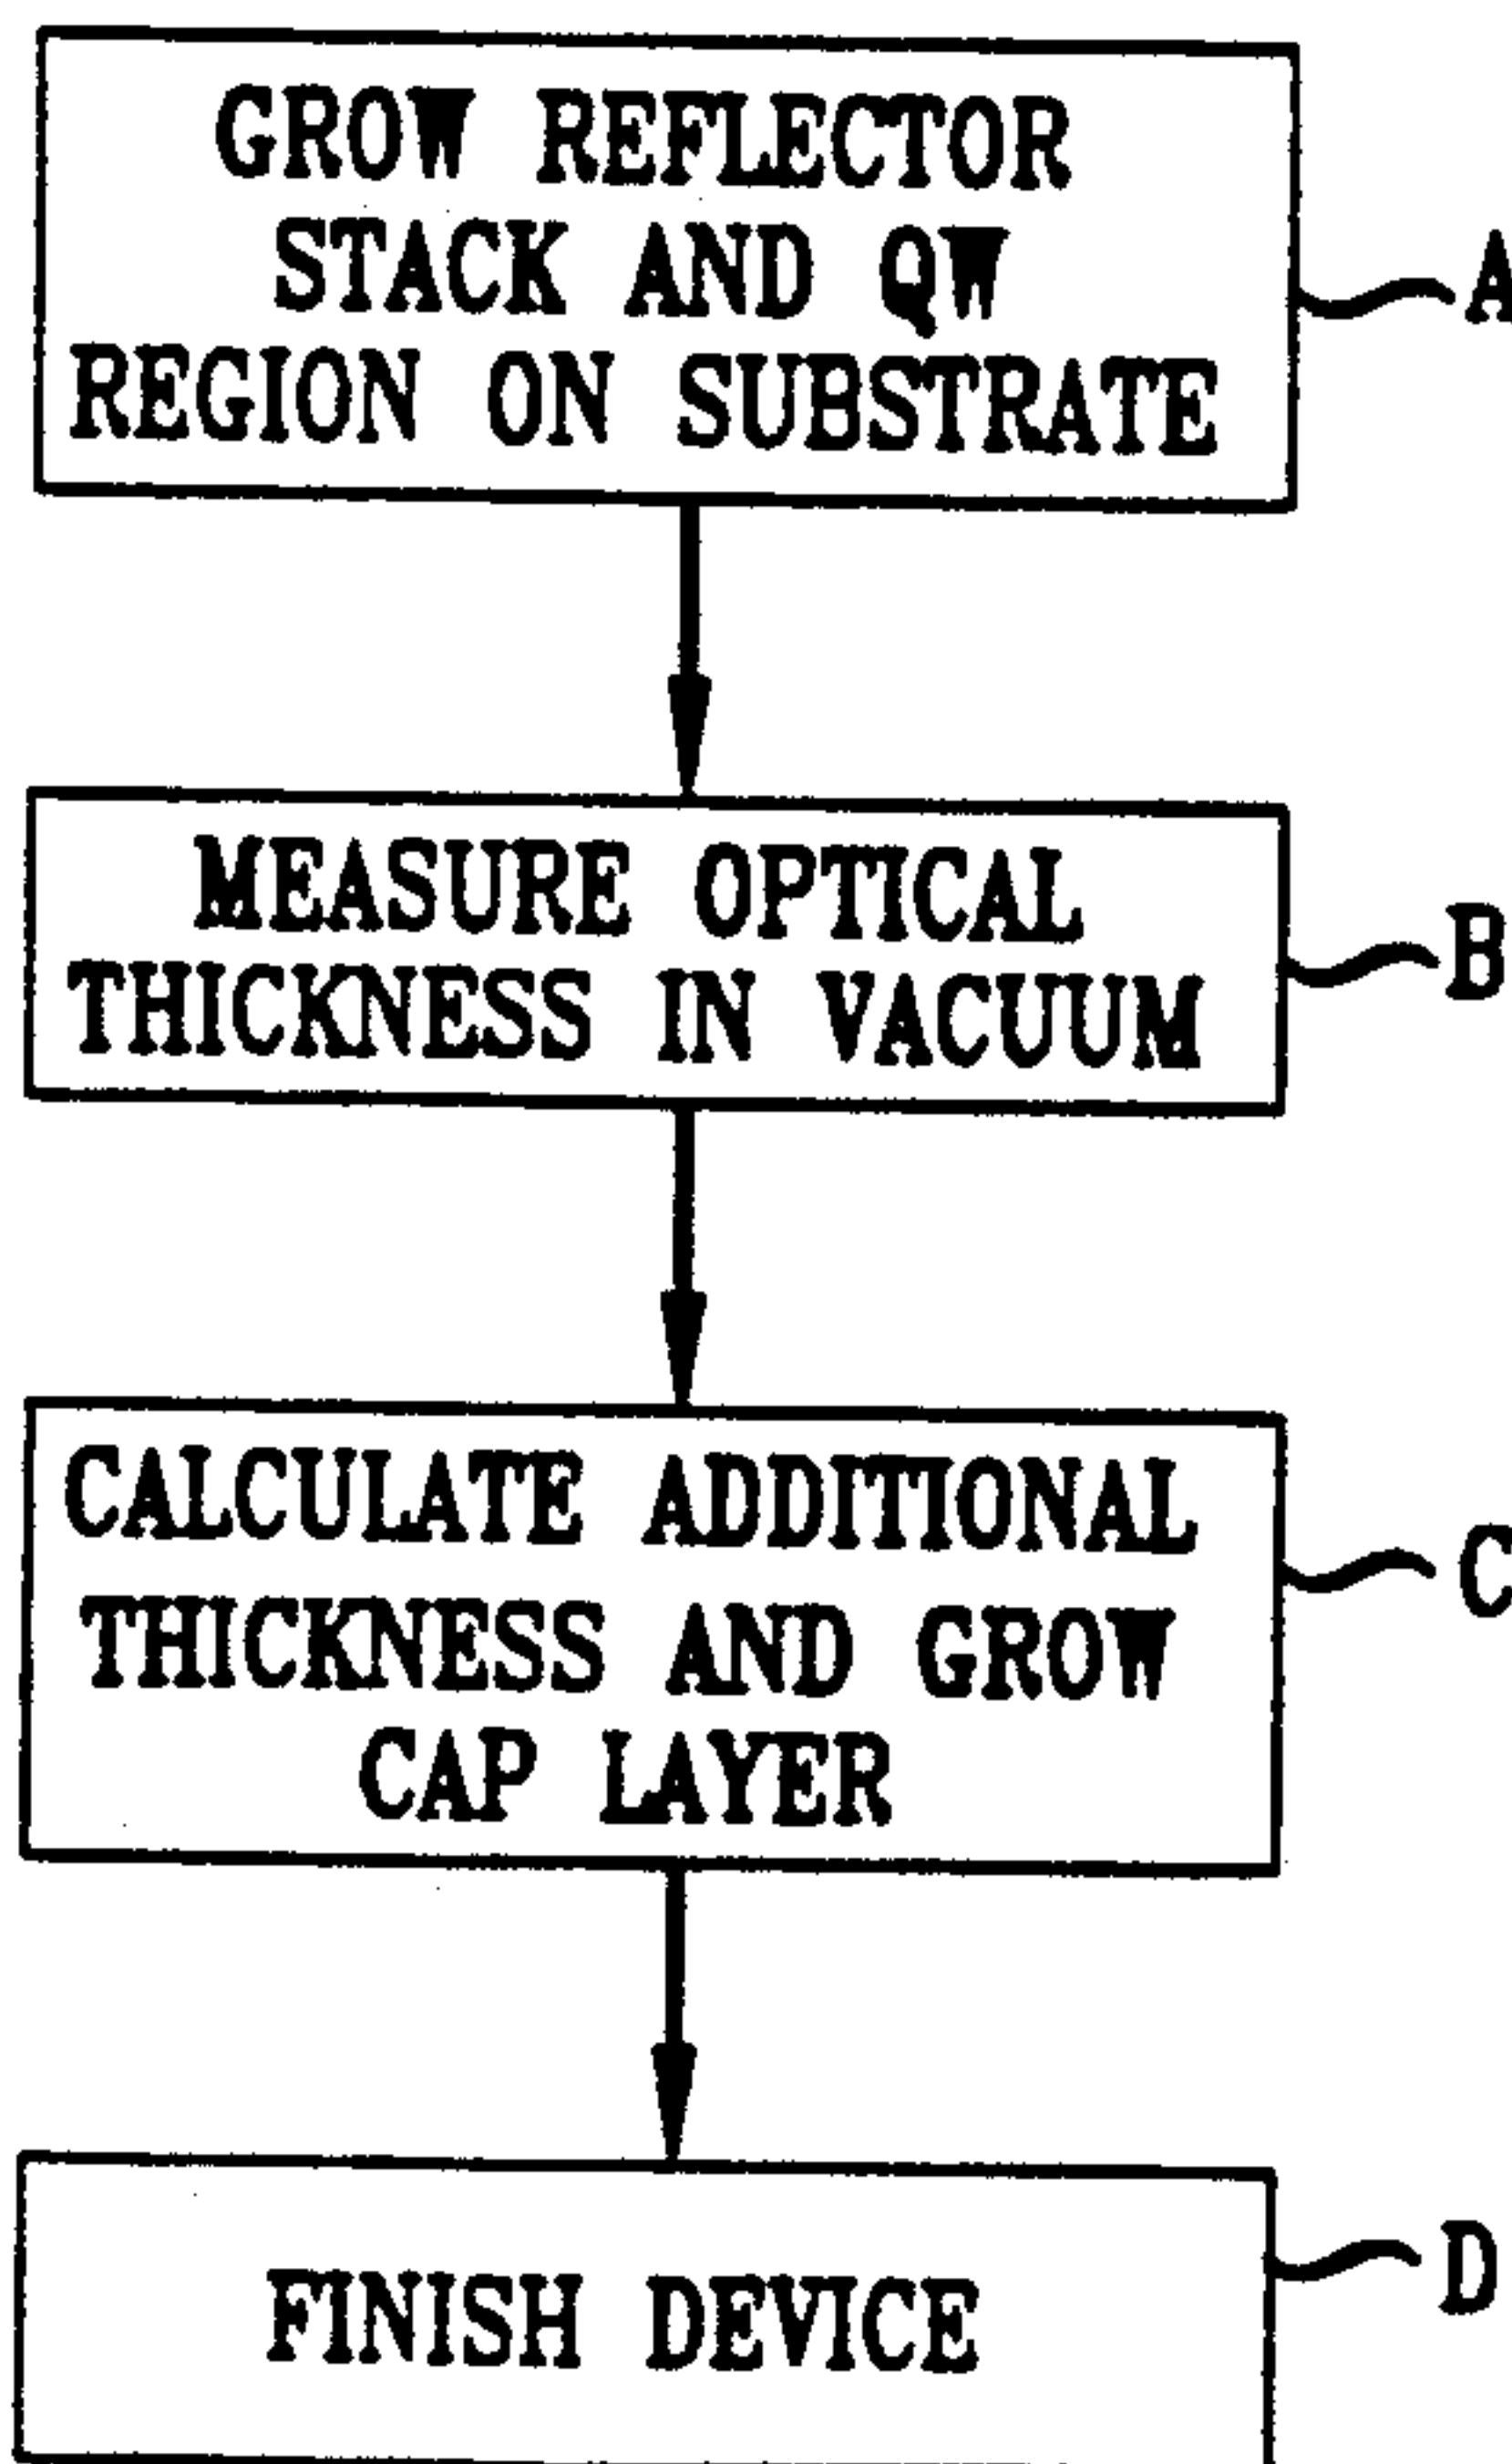 GROW REFLECTOR
STACK AND QW
REGION ON SUBSTRATE
A
MEASURE OPTICAL
THICKNESS IN VACUUM
B
CALCULATE ADDITIONAL
THICKNESS AND GROW
CAP LAYER
C
FINISH DEVICE
D